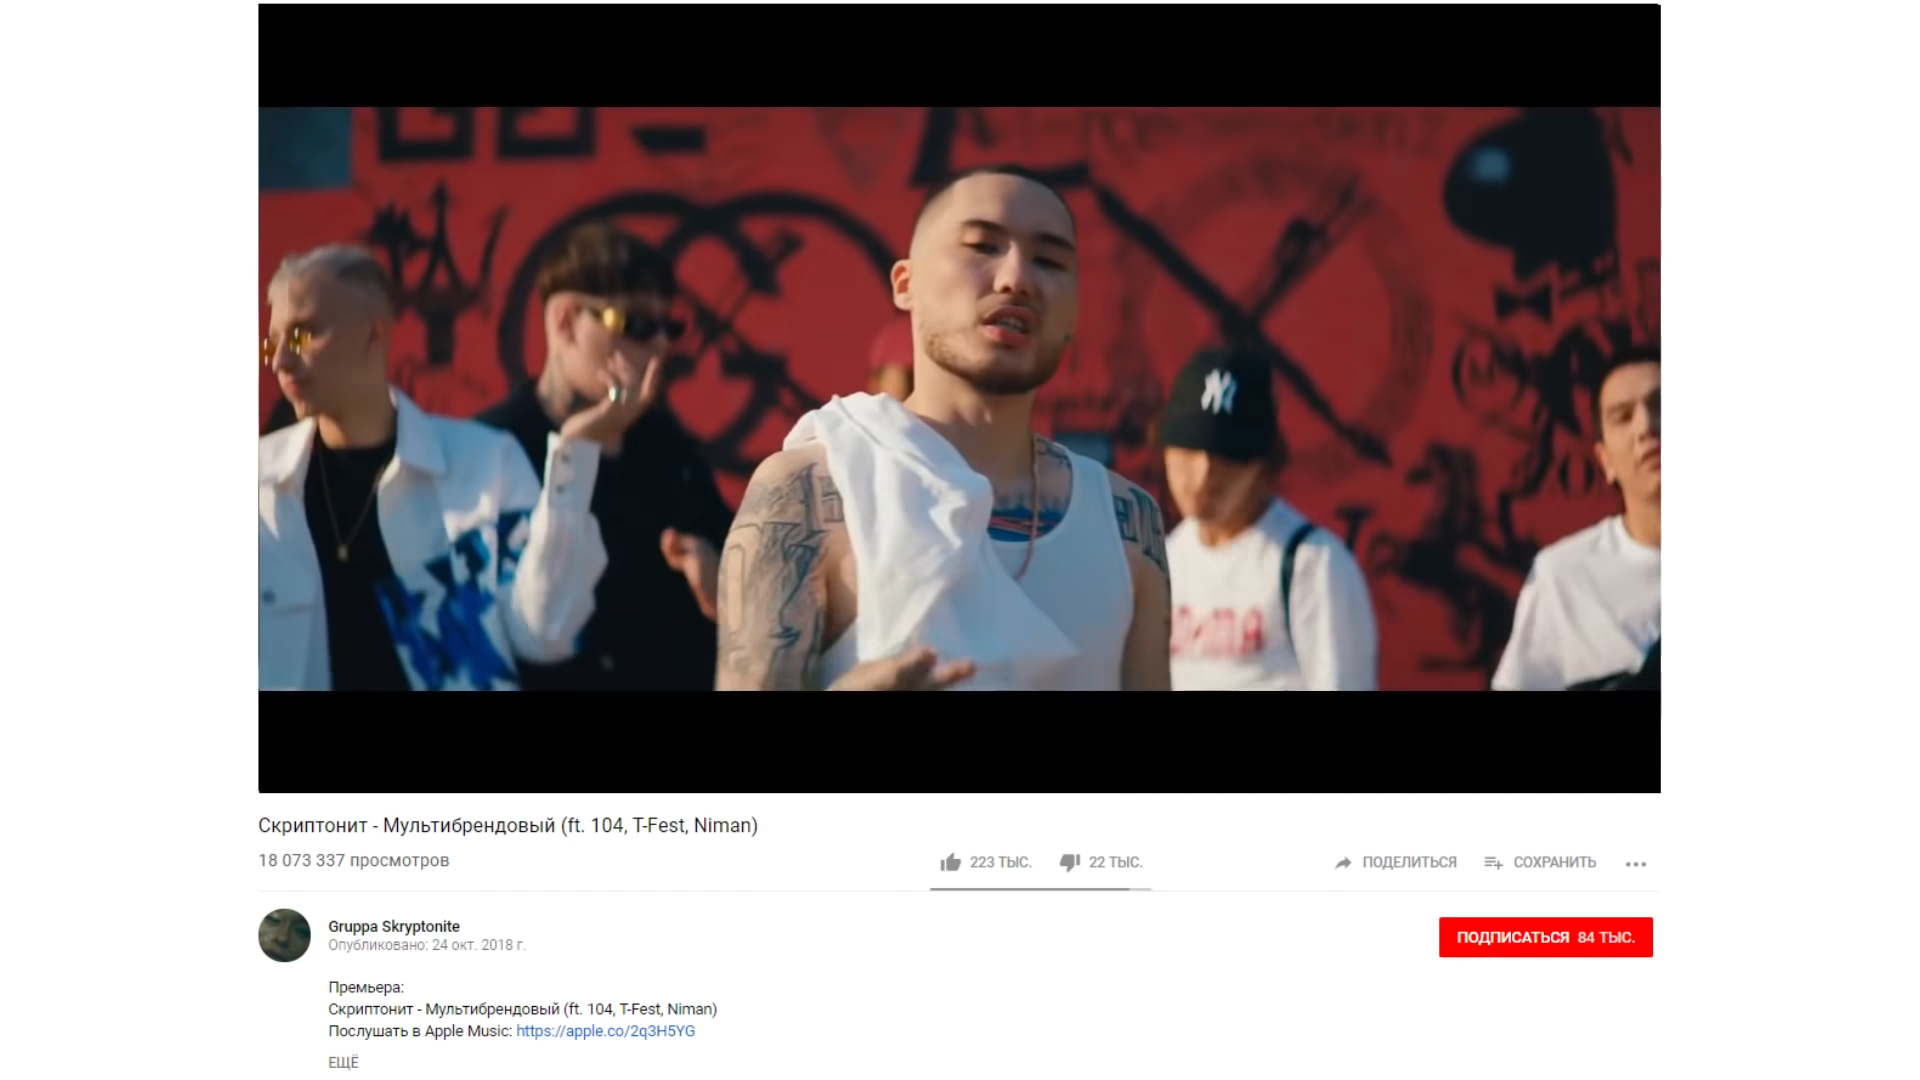 NY
Скриптонит - Мультибрендовый (ft. 104, T-Fest, Niman)
18 073 337 просмотров
223 ТЫС. 22 ТЫС. ПОДЕЛИТЬСЯ СОХРАНИТЬ
Gruppa Skryptonite
Опубликовано: 24 окт. 2018 г.
ПОДПИСАТЬСЯ 84 ТЫС.
Премьера:
Скриптонит - Мультибрендовый (ft. 104, T-Fest, Niman)
Послушать в Apple Music: https://apple.co/2q3H5YG
ЕЩЁ